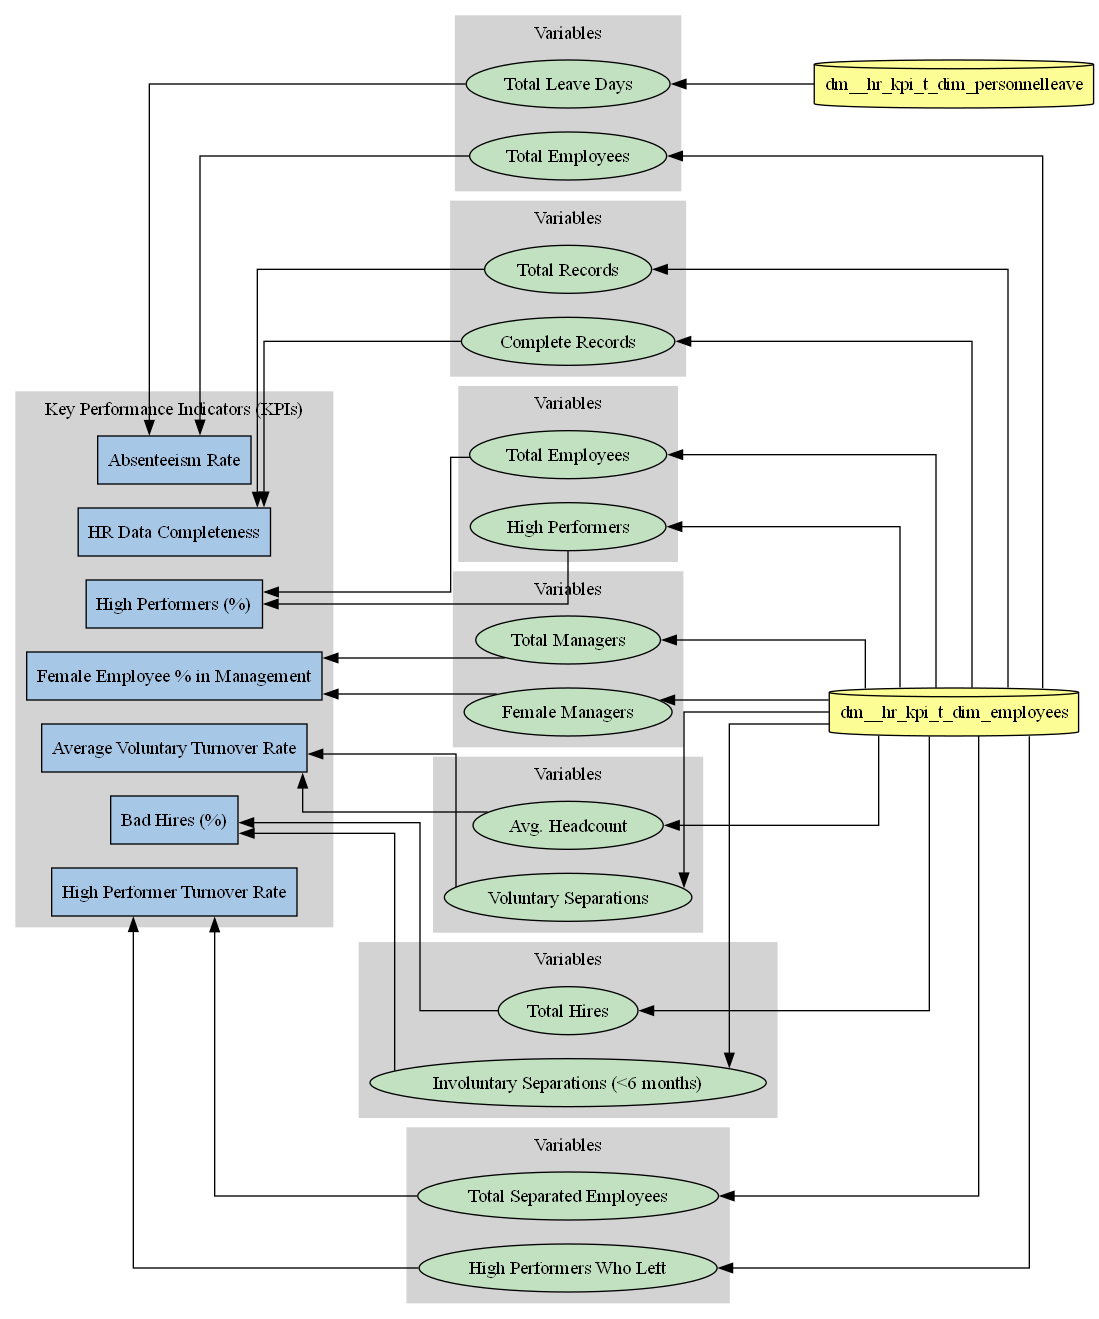 Variables
Total Leave Days
dm__hr_kpi_t_dim_personnelleave
Total Employees
Variables
Total Records
Complete Records
Variables
Total Employees
High Performers
Variables
Total Managers
Female Managers
dm__hr_kpi_t_dim_employees
Variables
Avg. Headcount
Voluntary Separations
Variables
Total Hires
Involuntary Separations (<6 months)
Variables
Total Separated Employees
High Performers Who Left
Key Performance Indicators (KPIs)
Absenteeism Rate
HR Data Completeness
High Performers (%)
Female Employee % in Management
Average Voluntary Turnover Rate
Bad Hires (%)
High Performer Turnover Rate